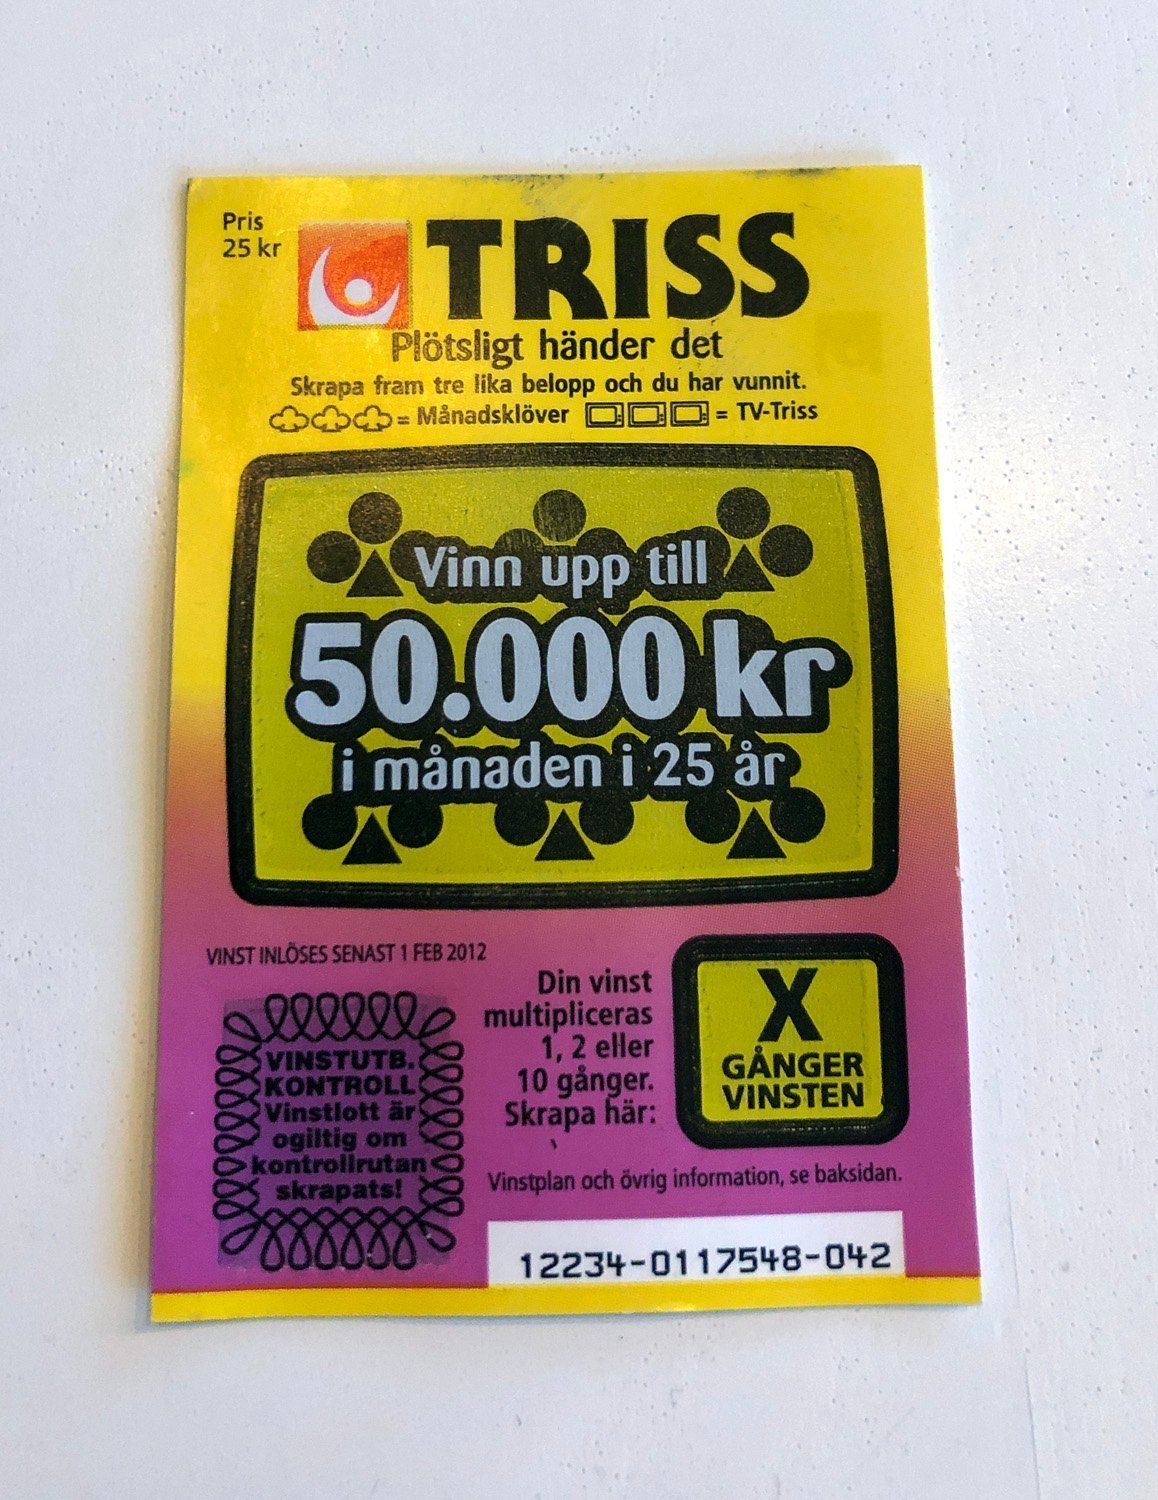 Pris
25 kr
TRISS
Plötsligt händer det
Skrapa fram tre lika belopp och du har vunnit.
= Månadsklöver = TV-Triss
Vinn upp till
50.000 kr
i månaden i 25 år
VINST INLÖSES SENAST 1 FEB 2012
Din vinst
multipliceras
1, 2 eller
10 gånger.
Skrapa här:
X
GÅNGER
VINSTEN
VINSTUTB.
KONTROLL
Vinstlott är
ogiltig om
kontrollrutan
skrapats!
Vinstplan och övrig information, se baksidan.
12234-0117548-042